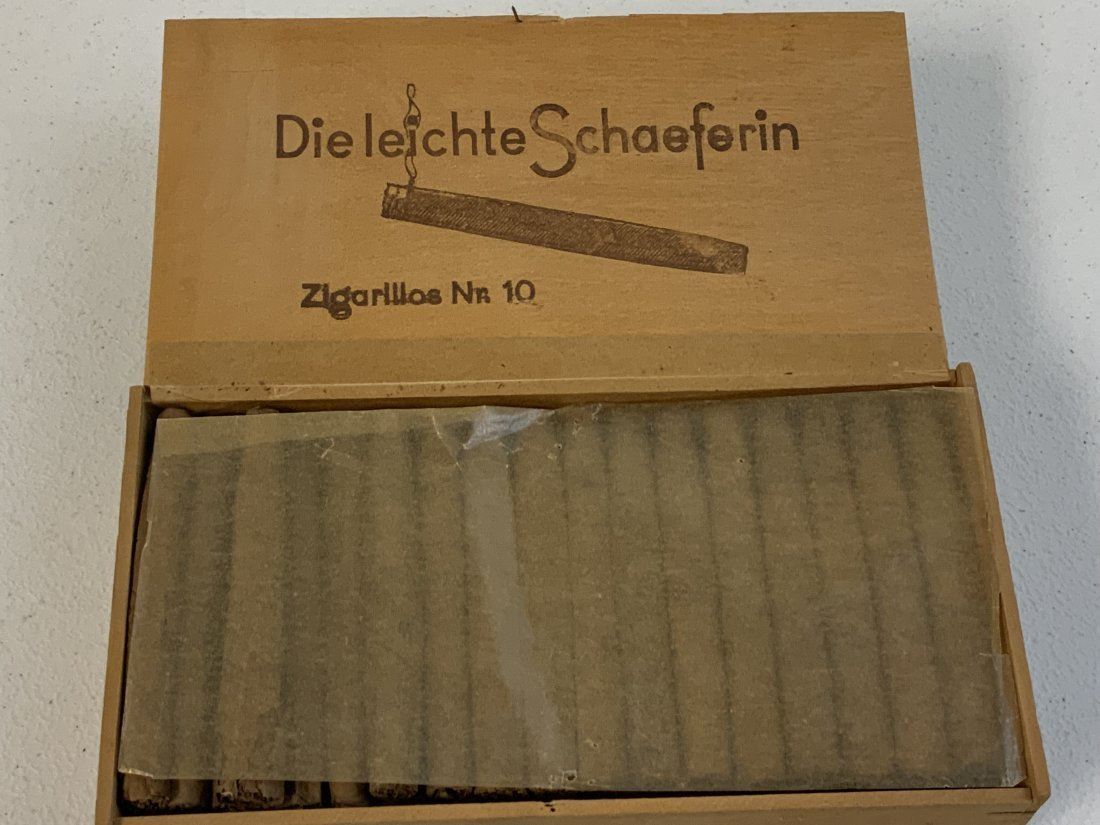 Die leichte Schaeferin
Zigarillos Nr. 10